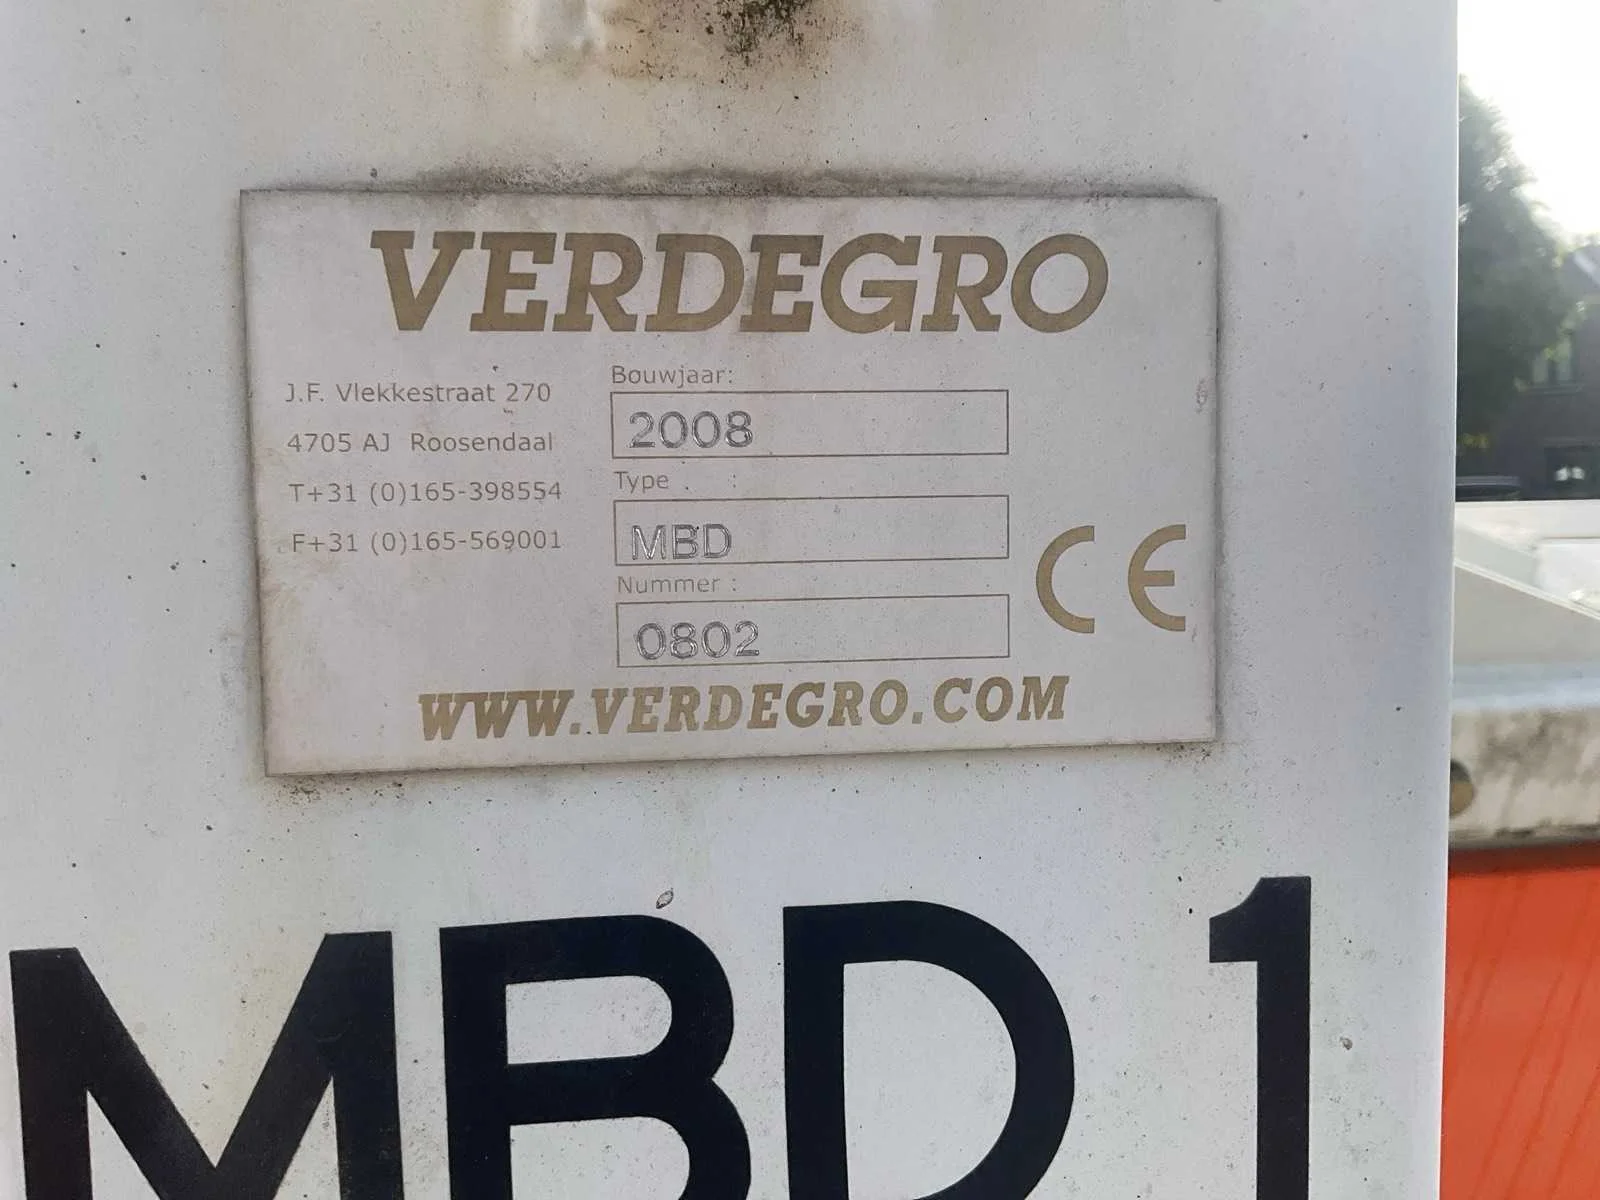 VERDEGRO
J.F. Vlekkestraat 270
4705 AJ Roosendaal
T+31 (0)165-398554
F+31 (0)165-569001
Bouwjaar:
2008
Type :
MBD
Nummer :
0802
CE
WWW.VERDEGRO.COM
MBD 1